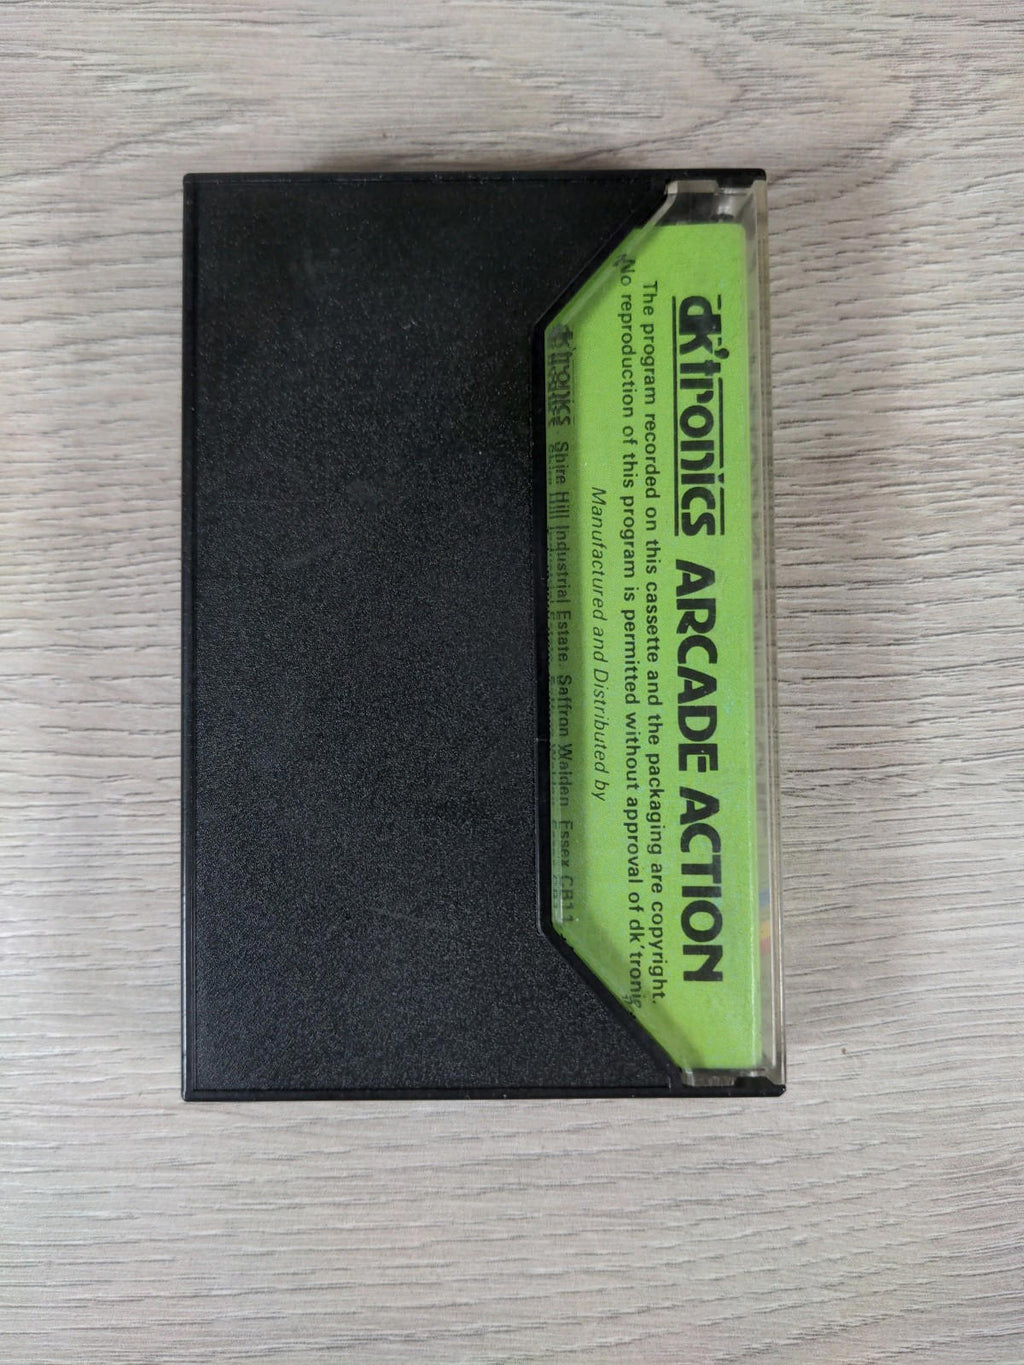 dk'tronics ARCADE ACTION
The program recorded on this cassette and the packaging are copyright.
No reproduction of this program is permitted without approval of dk'tronic
Manufactured and Distributed by
dk'tronics Shire Hill Industrial Estate, Saffron Walden, Essex CB11